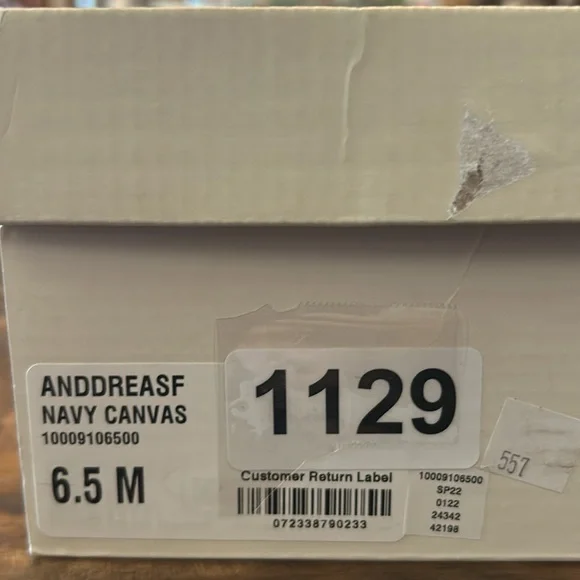 ANDDREASF
NAVY CANVAS
10009106500
6.5 M
1129
Customer Return Label
072338790233
10009106500
SP22
0122
24342
42198
557